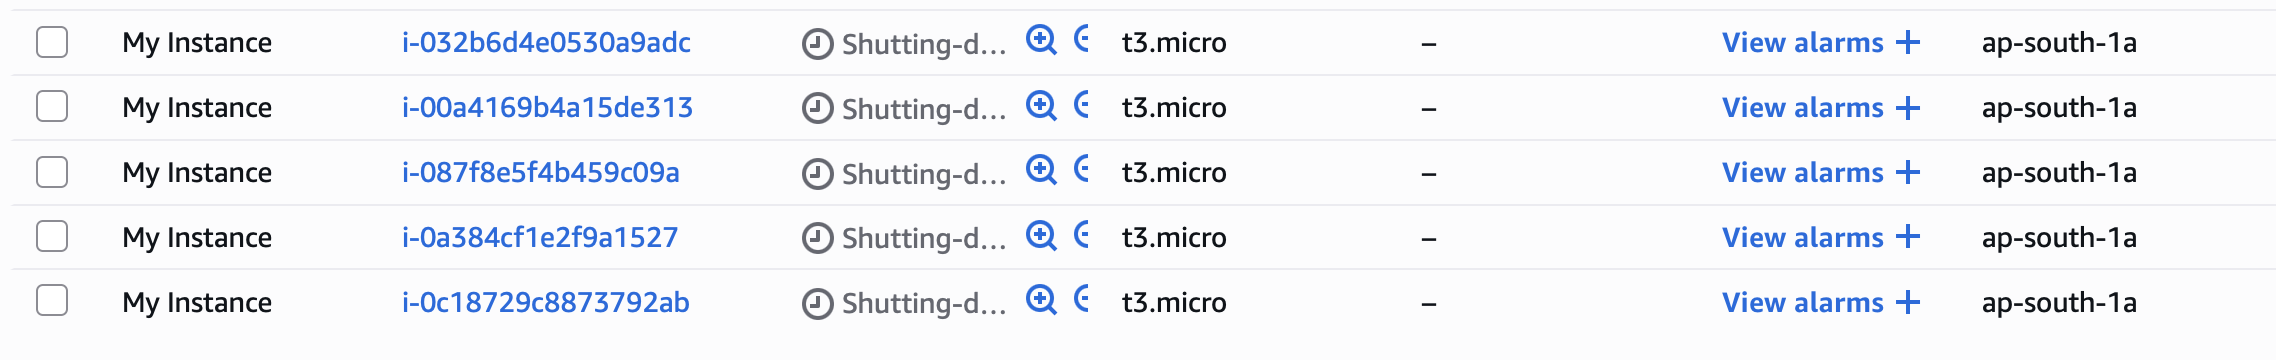 My Instance i-032b6d4e0530a9adc Shutting-d... t3.micro – View alarms + ap-south-1a
My Instance i-00a4169b4a15de313 Shutting-d... t3.micro – View alarms + ap-south-1a
My Instance i-087f8e5f4b459c09a Shutting-d... t3.micro – View alarms + ap-south-1a
My Instance i-0a384cf1e2f9a1527 Shutting-d... t3.micro – View alarms + ap-south-1a
My Instance i-0c18729c8873792ab Shutting-d... t3.micro – View alarms + ap-south-1a